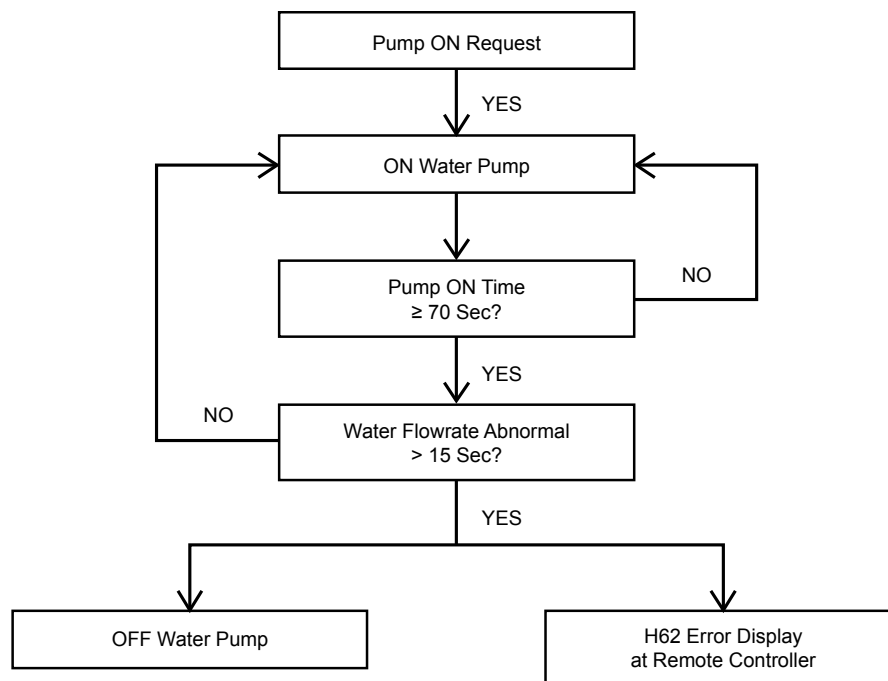 Pump ON Request
YES
ON Water Pump
Pump ON Time
≥ 70 Sec?
NO
YES
NO
Water Flowrate Abnormal
> 15 Sec?
YES
OFF Water Pump
H62 Error Display
at Remote Controller